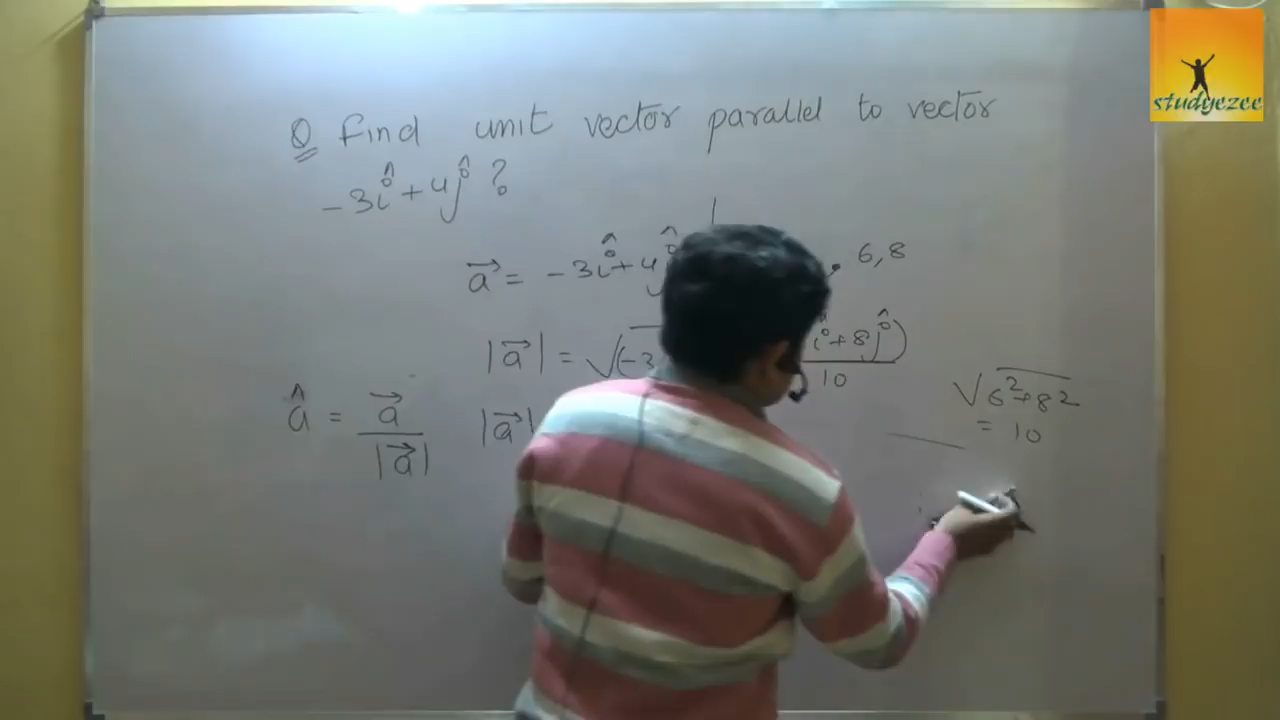 Q Find unit vector parallel to vector
-3î + 4ĵ ?
a⃗ = -3î + 4
6,8
|a⃗| = √(-3
î + 8ĵ)
10
â = a⃗ / |a⃗|
|a⃗|
√6²+8²
= 10
studyezee